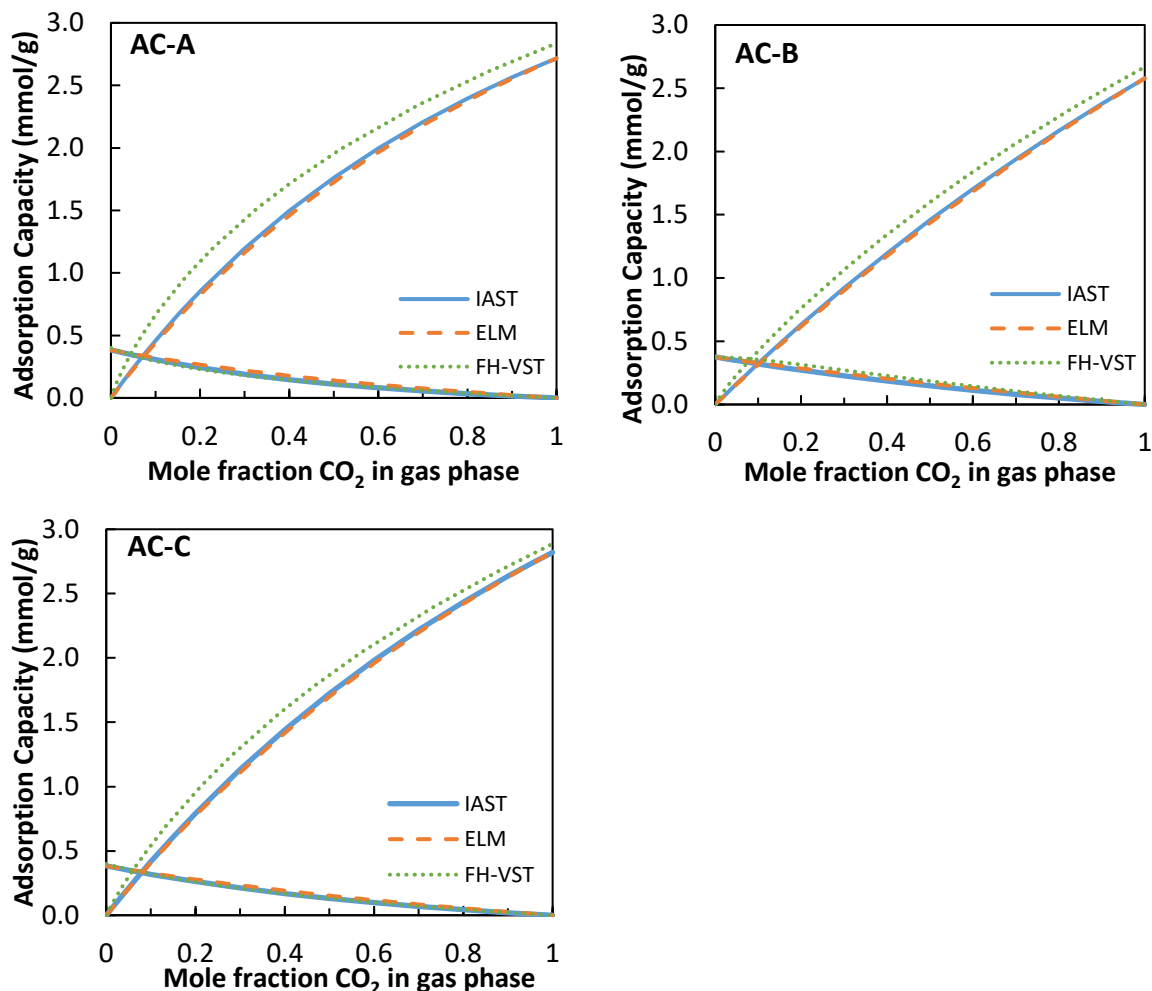 AC-A
Adsorption Capacity (mmol/g)
3.0
2.5
2.0
1.5
1.0
0.5
0.0
IAST
ELM
FH-VST
0 0.2 0.4 0.6 0.8 1
Mole fraction CO2 in gas phase
AC-B
Adsorption Capacity (mmol/g)
3.0
2.5
2.0
1.5
1.0
0.5
0.0
IAST
ELM
FH-VST
0 0.2 0.4 0.6 0.8 1
Mole fraction CO2 in gas phase
AC-C
Adsorption Capacity (mmol/g)
3.0
2.5
2.0
1.5
1.0
0.5
0.0
IAST
ELM
FH-VST
0 0.2 0.4 0.6 0.8 1
Mole fraction CO2 in gas phase